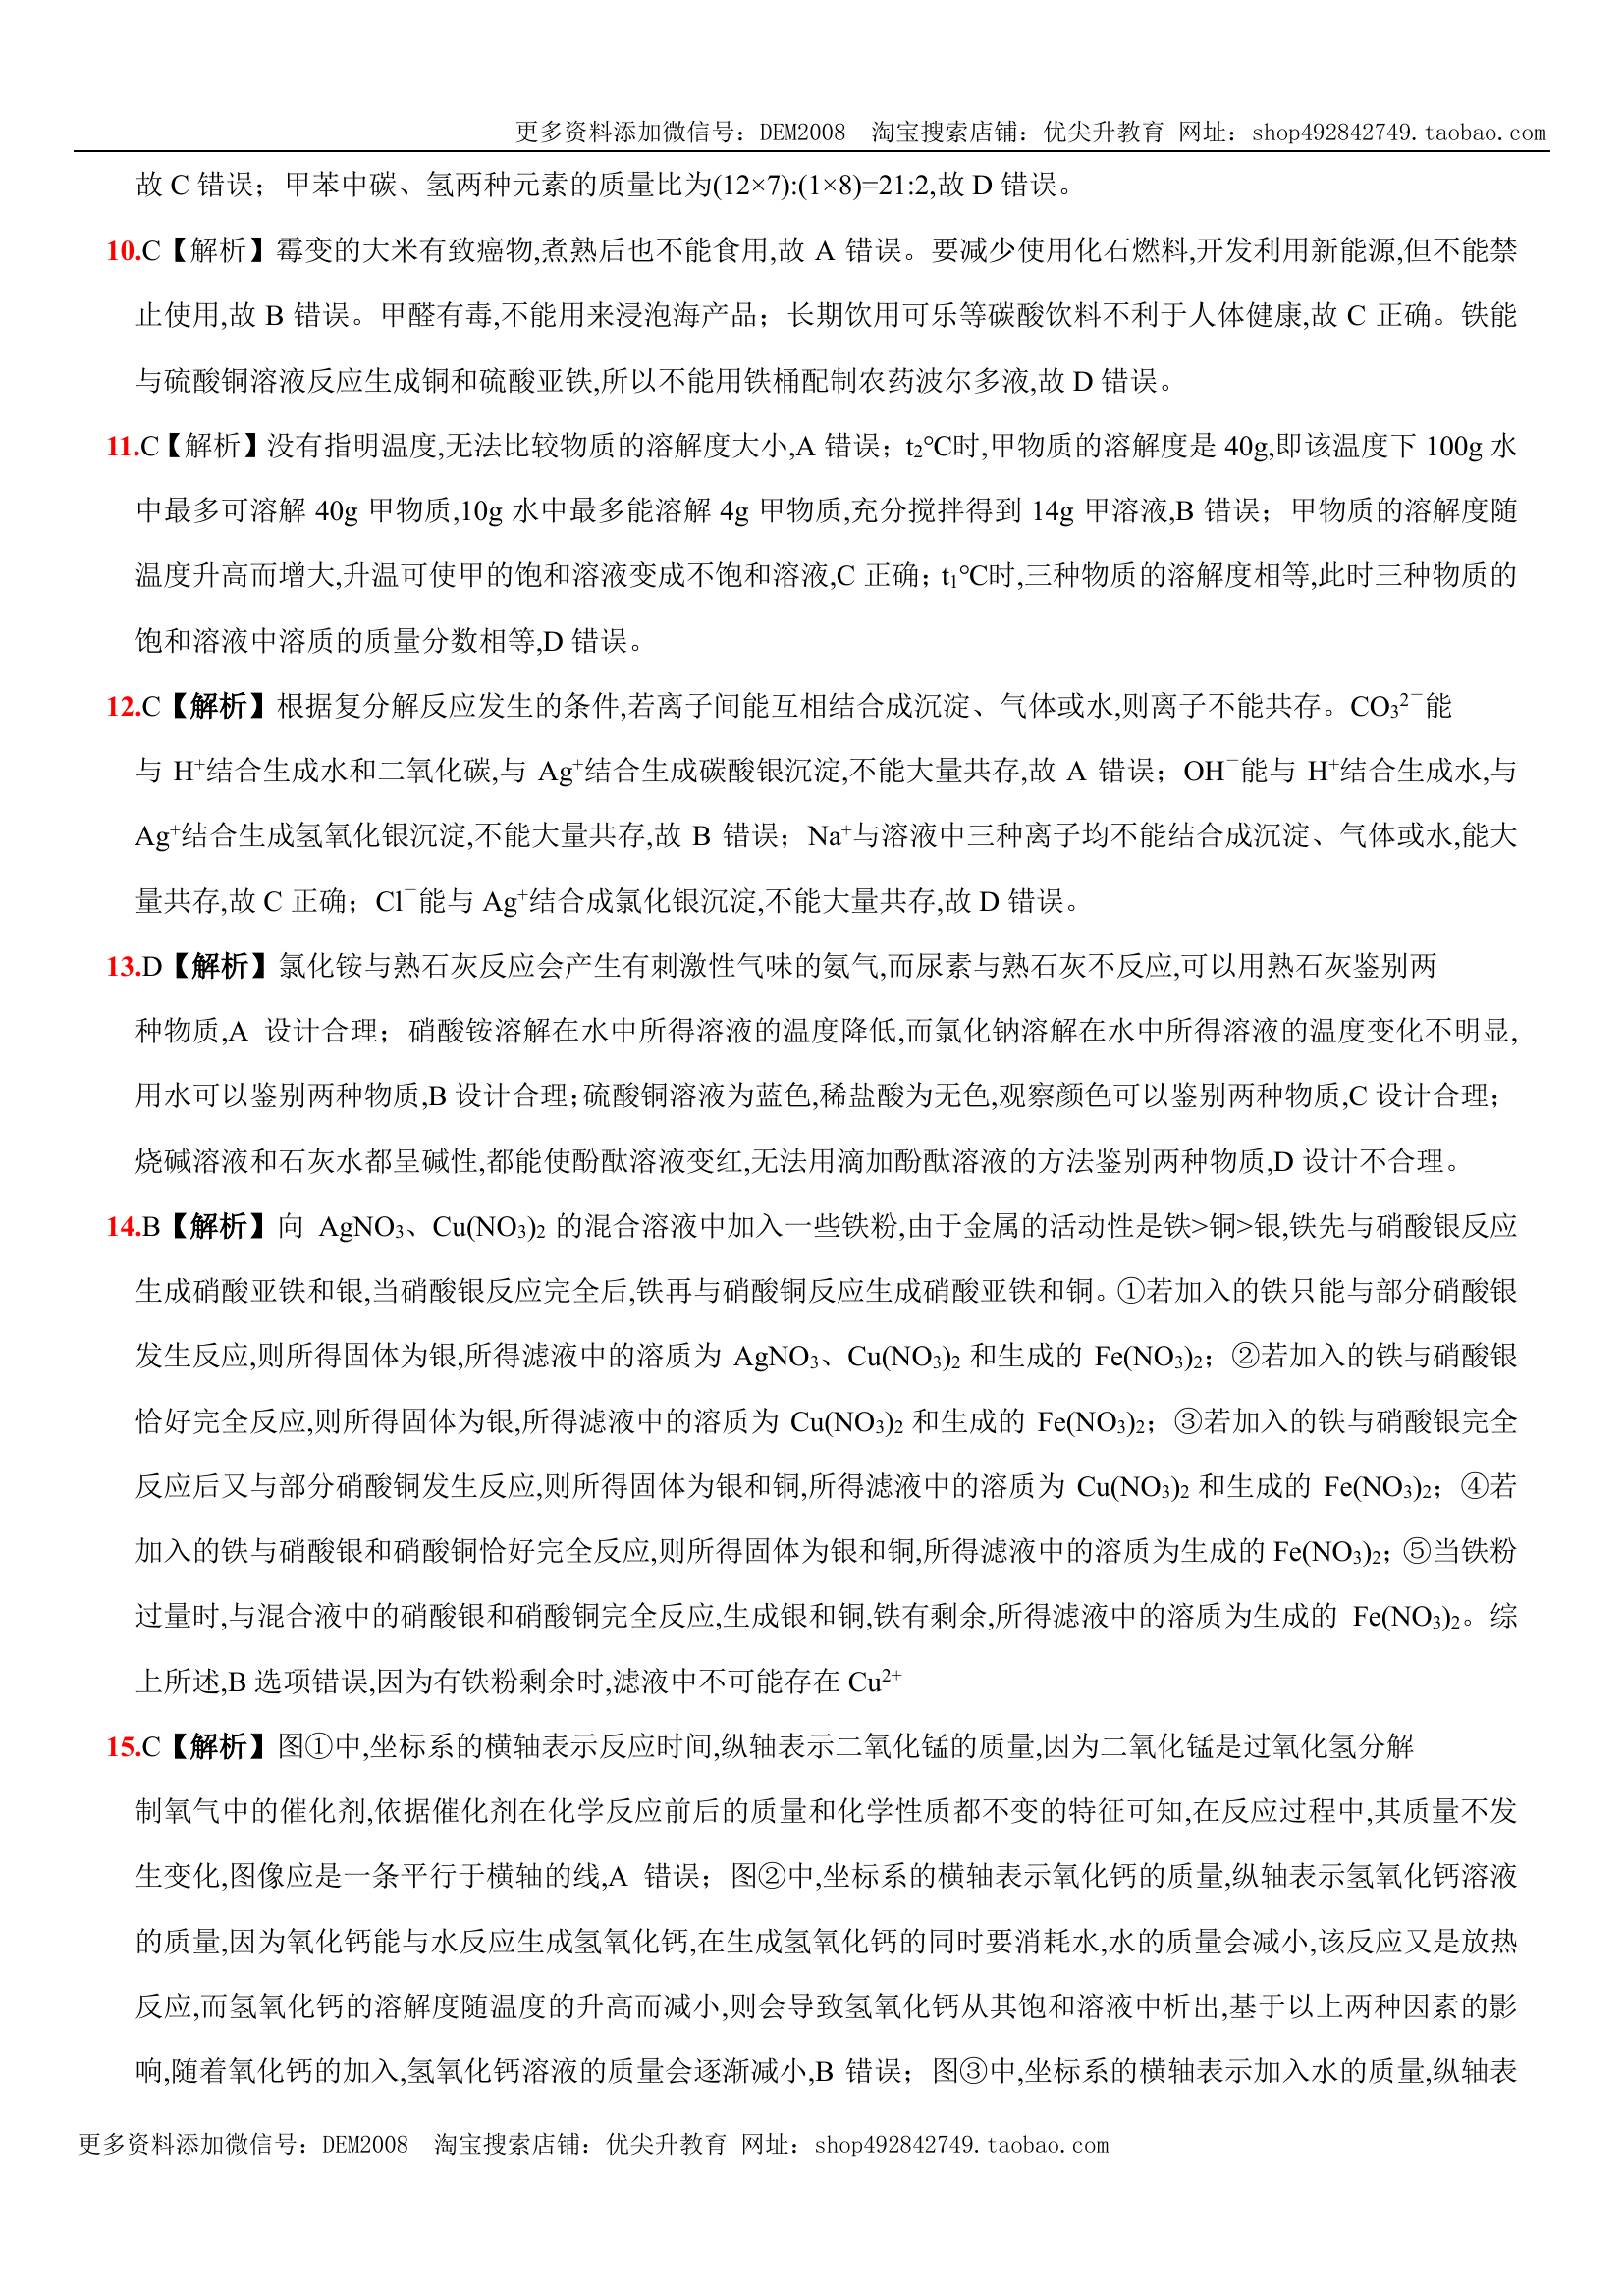 更多资料添加微信号：DEM2008 淘宝搜索店铺：优尖升教育 网址：shop492842749.taobao.com
故 C 错误；甲苯中碳、氢两种元素的质量比为(12×7):(1×8)=21:2,故 D 错误。
10.C【解析】霉变的大米有致癌物,煮熟后也不能食用,故 A 错误。要减少使用化石燃料,开发利用新能源,但不能禁
止使用,故 B 错误。甲醛有毒,不能用来浸泡海产品；长期饮用可乐等碳酸饮料不利于人体健康,故 C 正确。铁能
与硫酸铜溶液反应生成铜和硫酸亚铁,所以不能用铁桶配制农药波尔多液,故 D 错误。
11.C【解析】没有指明温度,无法比较物质的溶解度大小,A 错误；t₂℃时,甲物质的溶解度是 40g,即该温度下 100g 水
中最多可溶解 40g 甲物质,10g 水中最多能溶解 4g 甲物质,充分搅拌得到 14g 甲溶液,B 错误；甲物质的溶解度随
温度升高而增大,升温可使甲的饱和溶液变成不饱和溶液,C 正确；t₁℃时,三种物质的溶解度相等,此时三种物质的
饱和溶液中溶质的质量分数相等,D 错误。
12.C【解析】根据复分解反应发生的条件,若离子间能互相结合成沉淀、气体或水,则离子不能共存。CO₃²⁻能
与 H⁺结合生成水和二氧化碳,与 Ag⁺结合生成碳酸银沉淀,不能大量共存,故 A 错误；OH⁻能与 H⁺结合生成水,与
Ag⁺结合生成氢氧化银沉淀,不能大量共存,故 B 错误；Na⁺与溶液中三种离子均不能结合成沉淀、气体或水,能大
量共存,故 C 正确；Cl⁻能与 Ag⁺结合成氯化银沉淀,不能大量共存,故 D 错误。
13.D【解析】氯化铵与熟石灰反应会产生有刺激性气味的氨气,而尿素与熟石灰不反应,可以用熟石灰鉴别两
种物质,A 设计合理；硝酸铵溶解在水中所得溶液的温度降低,而氯化钠溶解在水中所得溶液的温度变化不明显,
用水可以鉴别两种物质,B 设计合理；硫酸铜溶液为蓝色,稀盐酸为无色,观察颜色可以鉴别两种物质,C 设计合理；
烧碱溶液和石灰水都呈碱性,都能使酚酞溶液变红,无法用滴加酚酞溶液的方法鉴别两种物质,D 设计不合理。
14.B【解析】向 AgNO₃、Cu(NO₃)₂ 的混合溶液中加入一些铁粉,由于金属的活动性是铁>铜>银,铁先与硝酸银反应
生成硝酸亚铁和银,当硝酸银反应完全后,铁再与硝酸铜反应生成硝酸亚铁和铜。①若加入的铁只能与部分硝酸银
发生反应,则所得固体为银,所得滤液中的溶质为 AgNO₃、Cu(NO₃)₂ 和生成的 Fe(NO₃)₂；②若加入的铁与硝酸银
恰好完全反应,则所得固体为银,所得滤液中的溶质为 Cu(NO₃)₂ 和生成的 Fe(NO₃)₂；③若加入的铁与硝酸银完全
反应后又与部分硝酸铜发生反应,则所得固体为银和铜,所得滤液中的溶质为 Cu(NO₃)₂ 和生成的 Fe(NO₃)₂；④若
加入的铁与硝酸银和硝酸铜恰好完全反应,则所得固体为银和铜,所得滤液中的溶质为生成的 Fe(NO₃)₂；⑤当铁粉
过量时,与混合液中的硝酸银和硝酸铜完全反应,生成银和铜,铁有剩余,所得滤液中的溶质为生成的 Fe(NO₃)₂。综
上所述,B 选项错误,因为有铁粉剩余时,滤液中不可能存在 Cu²⁺
15.C【解析】图①中,坐标系的横轴表示反应时间,纵轴表示二氧化锰的质量,因为二氧化锰是过氧化氢分解
制氧气中的催化剂,依据催化剂在化学反应前后的质量和化学性质都不变的特征可知,在反应过程中,其质量不发
生变化,图像应是一条平行于横轴的线,A 错误；图②中,坐标系的横轴表示氧化钙的质量,纵轴表示氢氧化钙溶液
的质量,因为氧化钙能与水反应生成氢氧化钙,在生成氢氧化钙的同时要消耗水,水的质量会减小,该反应又是放热
反应,而氢氧化钙的溶解度随温度的升高而减小,则会导致氢氧化钙从其饱和溶液中析出,基于以上两种因素的影
响,随着氧化钙的加入,氢氧化钙溶液的质量会逐渐减小,B 错误；图③中,坐标系的横轴表示加入水的质量,纵轴表
更多资料添加微信号：DEM2008 淘宝搜索店铺：优尖升教育 网址：shop492842749.taobao.com